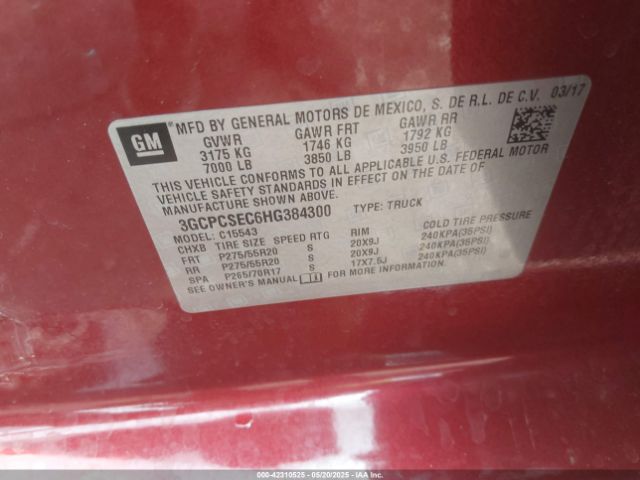 GM
MFD BY GENERAL MOTORS DE MEXICO, S. DE R.L. DE C.V. 03/17
GVWR GAWR FRT GAWR RR
3175 KG 1746 KG 1792 KG
7000 LB 3850 LB 3950 LB
THIS VEHICLE CONFORMS TO ALL APPLICABLE U.S. FEDERAL MOTOR
VEHICLE SAFETY STANDARDS IN EFFECT ON THE DATE OF
MANUFACTURE SHOWN ABOVE.
3GCPCSEC6HG384300 TYPE: TRUCK
MODEL: C15543
CHXB TIRE SIZE SPEED RTG RIM COLD TIRE PRESSURE
FRT P275/55R20 S 20X9J 240KPA(35PSI)
RR P275/55R20 S 20X9J 240KPA(35PSI)
SPA P265/70R17 S 17X7.5J 240KPA(35PSI)
SEE OWNER'S MANUAL FOR MORE INFORMATION.
000-42310525 - 05/20/2025 - IAAI.COM